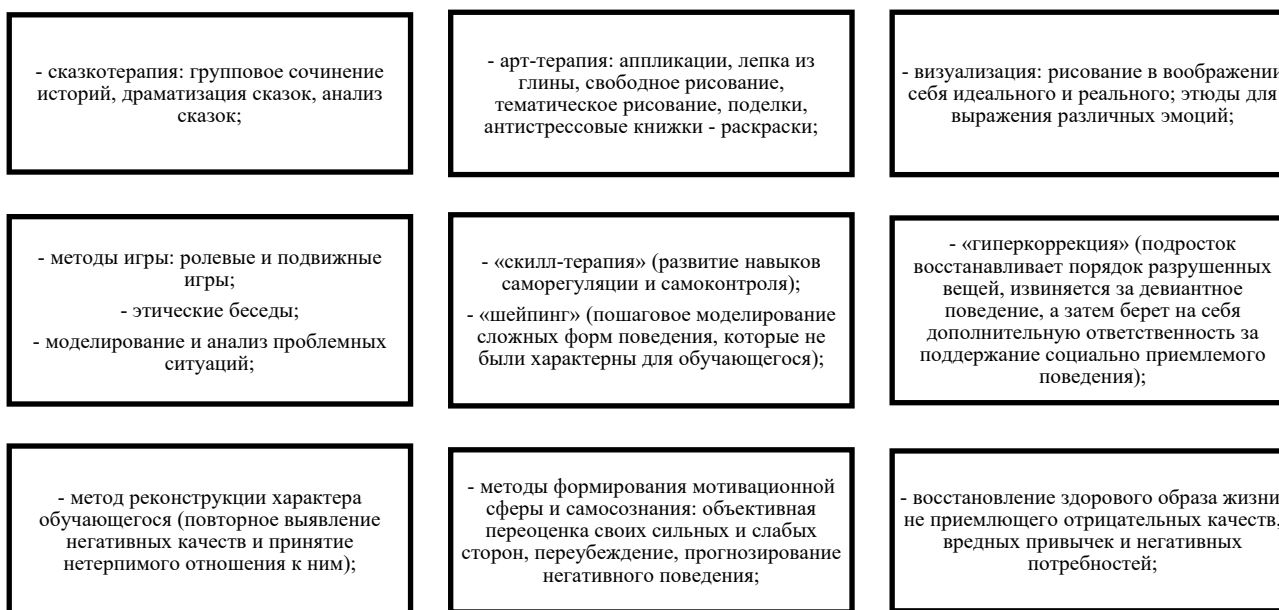 - сказкотерапия: групповое сочинение
историй, драматизация сказок, анализ
сказок;
- арт-терапия: аппликации, лепка из
глины, свободное рисование,
тематическое рисование, поделки,
антистрессовые книжки - раскраски;
- визуализация: рисование в воображении
себя идеального и реального; этюды для
выражения различных эмоций;
- методы игры: ролевые и подвижные
игры;
- этические беседы;
- моделирование и анализ проблемных
ситуаций;
- «скилл-терапия» (развитие навыков
саморегуляции и самоконтроля);
- «шейпинг» (пошаговое моделирование
сложных форм поведения, которые не
были характерны для обучающегося);
- «гиперкоррекция» (подросток
восстанавливает порядок разрушенных
вещей, извиняется за девиантное
поведение, а затем берет на себя
дополнительную ответственность за
поддержание социально приемлемого
поведения);
- метод реконструкции характера
обучающегося (повторное выявление
негативных качеств и принятие
нетерпимого отношения к ним);
- методы формирования мотивационной
сферы и самосознания: объективная
переоценка своих сильных и слабых
сторон, переубеждение, прогнозирование
негативного поведения;
- восстановление здорового образа жизни,
не приемлющего отрицательных качеств,
вредных привычек и негативных
потребностей;